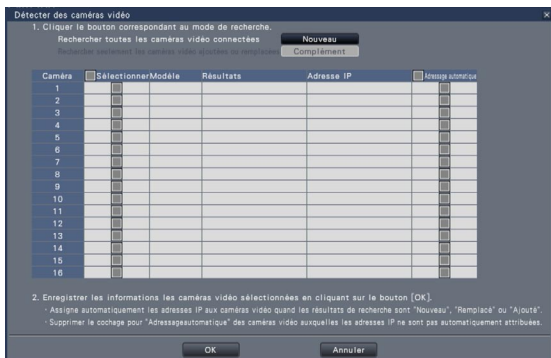 Détecter des caméras vidéo
1. Cliquer le bouton correspondant au mode de recherche.
Rechercher toutes les caméras vidéo connectées Nouveau
Rechercher seulement les caméras vidéo ajoutées ou remplacées Complément
Caméra Sélectionner Modèle Résultats Adresse IP Adressage automatique
1
2
3
4
5
6
7
8
9
10
11
12
13
14
15
16
2. Enregistrer les informations les caméras vidéo sélectionnées en cliquant sur le bouton [OK].
· Assigne automatiquement les adresses IP aux caméras vidéo quand les résultats de recherche sont "Nouveau", "Remplacé" ou "Ajouté".
· Supprimer le cochage pour "Adressageautomatique" des caméras vidéo auxquelles les adresses IP ne sont pas automatiquement attribuées.
OK Annuler